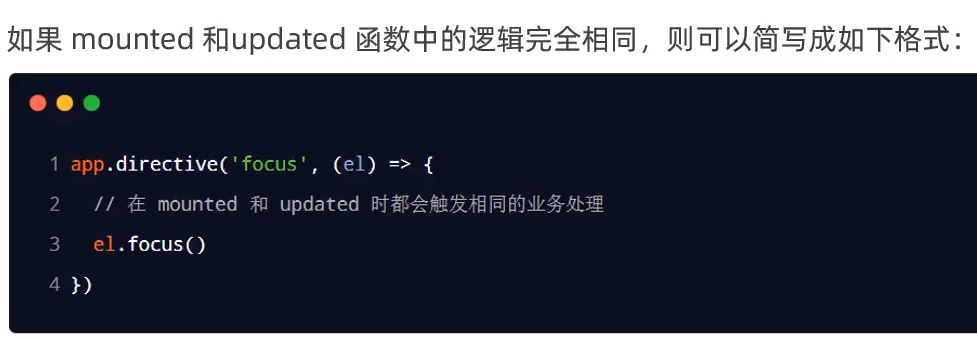 如果 mounted 和updated 函数中的逻辑完全相同，则可以简写成如下格式：
1 app.directive('focus', (el) => {
2   // 在 mounted 和 updated 时都会触发相同的业务处理
3   el.focus()
4 })